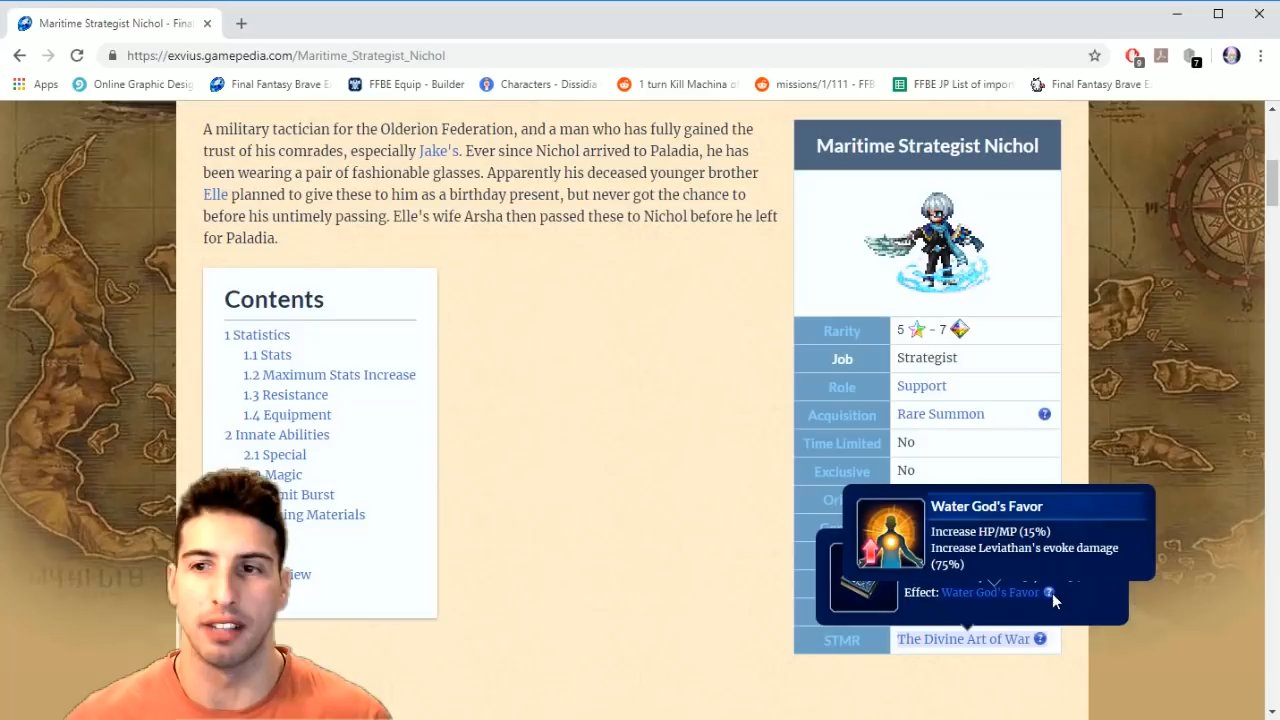 Maritime Strategist Nichol - Final
https://exvius.gamepedia.com/Maritime_Strategist_Nichol
9
7
Apps
Online Graphic Desig
Final Fantasy Brave E
FFBE Equip - Builder
Characters - Dissidia
1 turn Kill Machina of
missions/1/111 - FFB
FFBE JP List of import
Final Fantasy Brave E
A military tactician for the Olderion Federation, and a man who has fully gained the
trust of his comrades, especially Jake's. Ever since Nichol arrived to Paladia, he has
been wearing a pair of fashionable glasses. Apparently his deceased younger brother
Elle planned to give these to him as a birthday present, but never got the chance to
before his untimely passing. Elle's wife Arsha then passed these to Nichol before he left
for Paladia.
Contents
1 Statistics
1.1 Stats
1.2 Maximum Stats Increase
1.3 Resistance
1.4 Equipment
2 Innate Abilities
2.1 Special
Magic
mit Burst
ing Materials
iew
Maritime Strategist Nichol
Rarity 5 - 7
Job Strategist
Role Support
Acquisition Rare Summon ?
Time Limited No
Exclusive No
Ori
Water God's Favor
Increase HP/MP (15%)
Increase Leviathan's evoke damage
(75%)
Effect: Water God's Favor ?
STMR The Divine Art of War ?